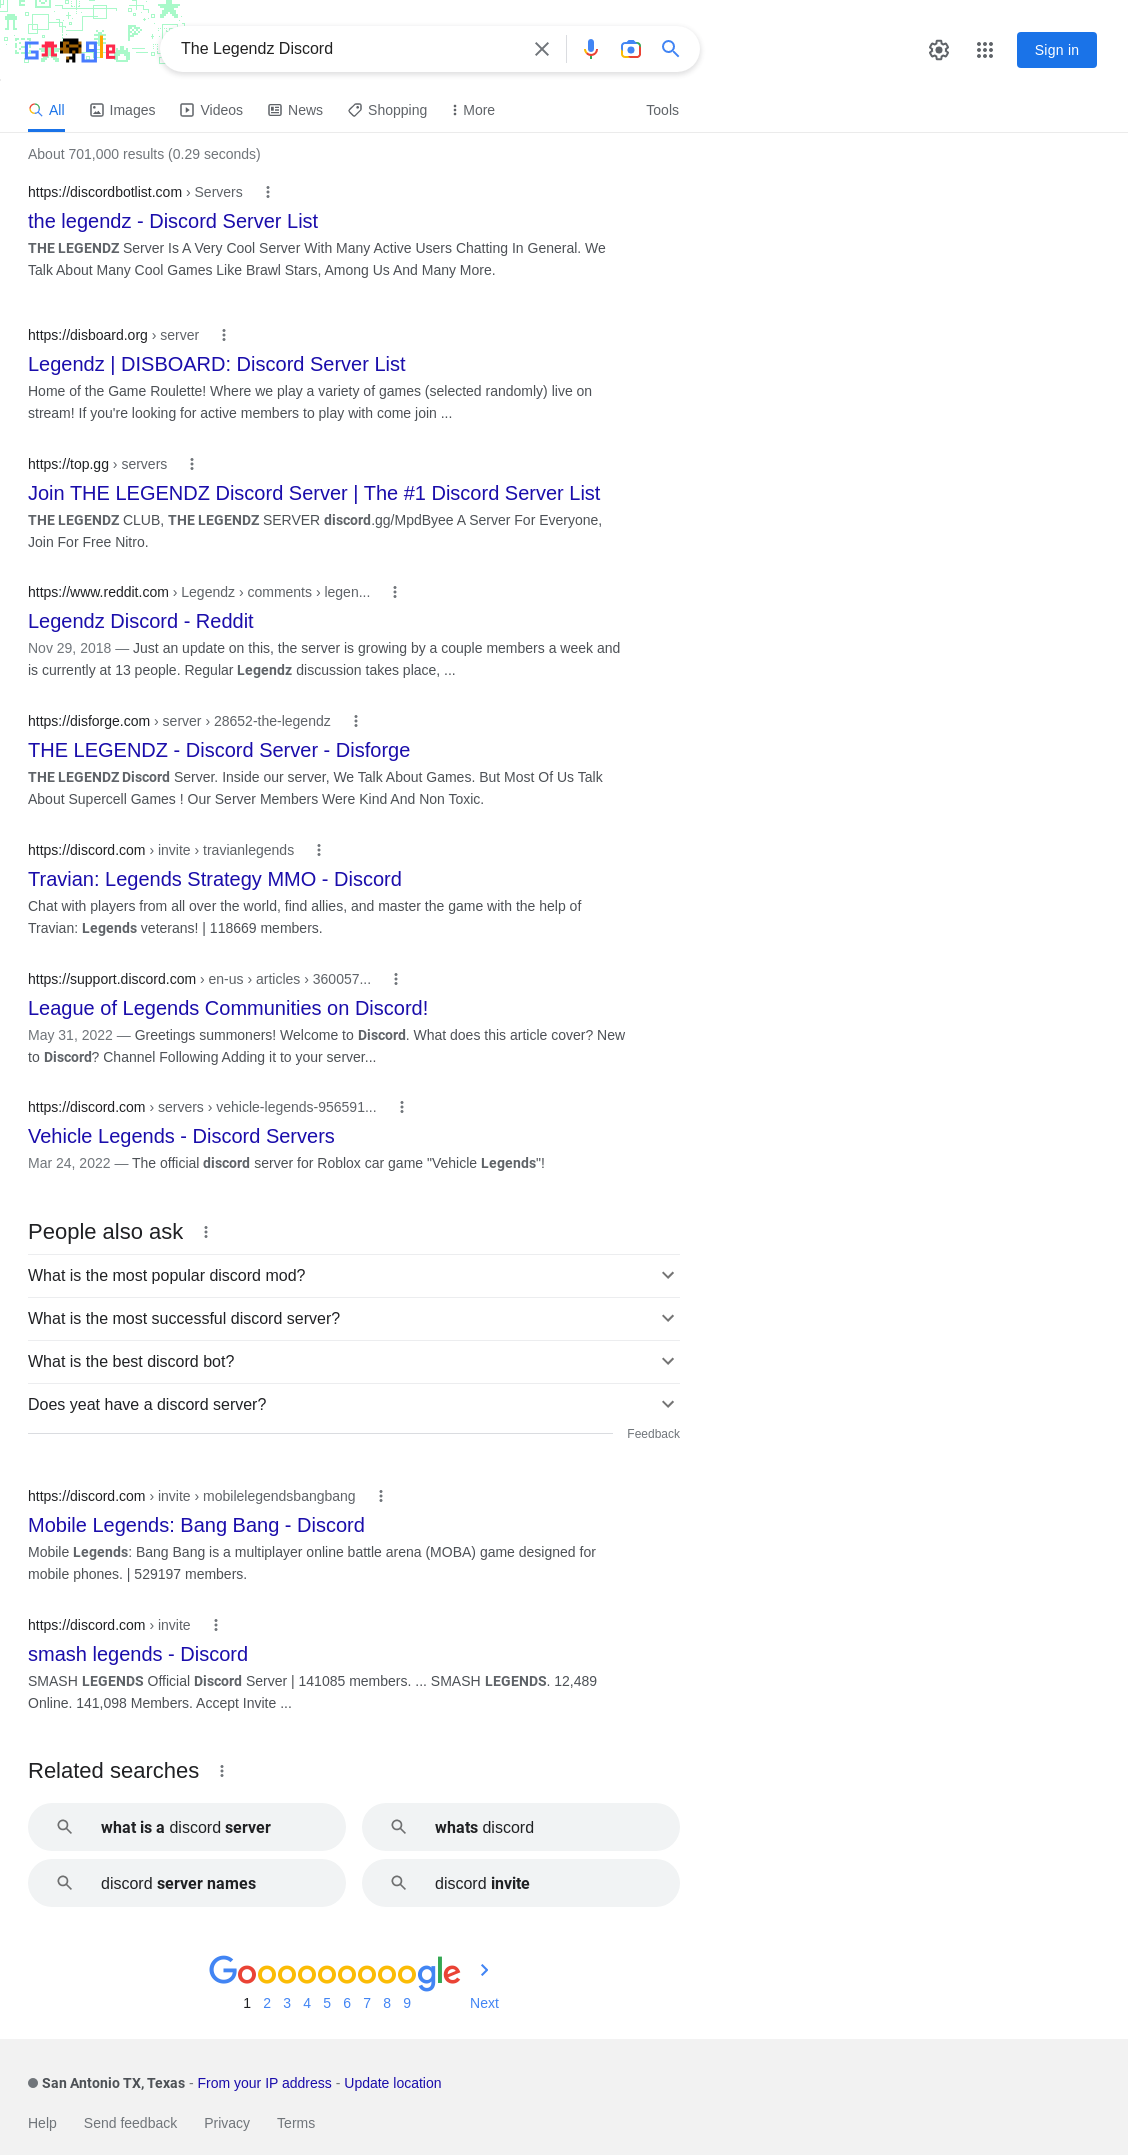 Google
The Legendz Discord
Sign in
All
Images
Videos
News
Shopping
More
Tools
About 701,000 results (0.29 seconds)
https://discordbotlist.com › Servers
the legendz - Discord Server List
THE LEGENDZ Server Is A Very Cool Server With Many Active Users Chatting In General. We
Talk About Many Cool Games Like Brawl Stars, Among Us And Many More.
https://disboard.org › server
Legendz | DISBOARD: Discord Server List
Home of the Game Roulette! Where we play a variety of games (selected randomly) live on
stream! If you're looking for active members to play with come join ...
https://top.gg › servers
Join THE LEGENDZ Discord Server | The #1 Discord Server List
THE LEGENDZ CLUB, THE LEGENDZ SERVER discord.gg/MpdByee A Server For Everyone,
Join For Free Nitro.
https://www.reddit.com › Legendz › comments › legen...
Legendz Discord - Reddit
Nov 29, 2018 — Just an update on this, the server is growing by a couple members a week and
is currently at 13 people. Regular Legendz discussion takes place, ...
https://disforge.com › server › 28652-the-legendz
THE LEGENDZ - Discord Server - Disforge
THE LEGENDZ Discord Server. Inside our server, We Talk About Games. But Most Of Us Talk
About Supercell Games ! Our Server Members Were Kind And Non Toxic.
https://discord.com › invite › travianlegends
Travian: Legends Strategy MMO - Discord
Chat with players from all over the world, find allies, and master the game with the help of
Travian: Legends veterans! | 118669 members.
https://support.discord.com › en-us › articles › 360057...
League of Legends Communities on Discord!
May 31, 2022 — Greetings summoners! Welcome to Discord. What does this article cover? New
to Discord? Channel Following Adding it to your server...
https://discord.com › servers › vehicle-legends-956591...
Vehicle Legends - Discord Servers
Mar 24, 2022 — The official discord server for Roblox car game "Vehicle Legends"!
People also ask
What is the most popular discord mod?
What is the most successful discord server?
What is the best discord bot?
Does yeat have a discord server?
Feedback
https://discord.com › invite › mobilelegendsbangbang
Mobile Legends: Bang Bang - Discord
Mobile Legends: Bang Bang is a multiplayer online battle arena (MOBA) game designed for
mobile phones. | 529197 members.
https://discord.com › invite
smash legends - Discord
SMASH LEGENDS Official Discord Server | 141085 members. ... SMASH LEGENDS. 12,489
Online. 141,098 Members. Accept Invite ...
Related searches
what is a discord server
whats discord
discord server names
discord invite
Goooooooooogle
1 2 3 4 5 6 7 8 9 Next
San Antonio TX, Texas - From your IP address - Update location
Help Send feedback Privacy Terms